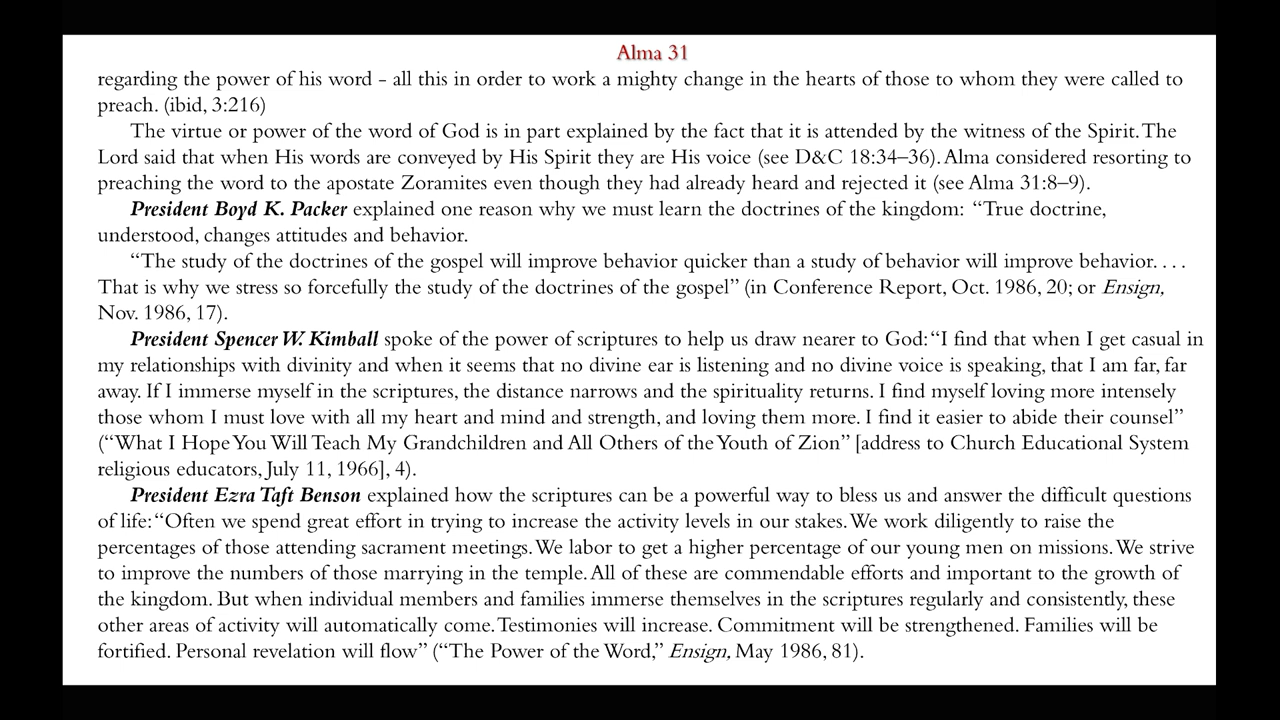 Alma 31
regarding the power of his word - all this in order to work a mighty change in the hearts of those to whom they were called to
preach. (ibid, 3:216)
The virtue or power of the word of God is in part explained by the fact that it is attended by the witness of the Spirit. The
Lord said that when His words are conveyed by His Spirit they are His voice (see D&C 18:34–36). Alma considered resorting to
preaching the word to the apostate Zoramites even though they had already heard and rejected it (see Alma 31:8–9).
President Boyd K. Packer explained one reason why we must learn the doctrines of the kingdom: “True doctrine,
understood, changes attitudes and behavior.
“The study of the doctrines of the gospel will improve behavior quicker than a study of behavior will improve behavior. . . .
That is why we stress so forcefully the study of the doctrines of the gospel” (in Conference Report, Oct. 1986, 20; or Ensign,
Nov. 1986, 17).
President Spencer W. Kimball spoke of the power of scriptures to help us draw nearer to God: “I find that when I get casual in
my relationships with divinity and when it seems that no divine ear is listening and no divine voice is speaking, that I am far, far
away. If I immerse myself in the scriptures, the distance narrows and the spirituality returns. I find myself loving more intensely
those whom I must love with all my heart and mind and strength, and loving them more. I find it easier to abide their counsel”
(“What I Hope You Will Teach My Grandchildren and All Others of the Youth of Zion” [address to Church Educational System
religious educators, July 11, 1966], 4).
President Ezra Taft Benson explained how the scriptures can be a powerful way to bless us and answer the difficult questions
of life: “Often we spend great effort in trying to increase the activity levels in our stakes. We work diligently to raise the
percentages of those attending sacrament meetings. We labor to get a higher percentage of our young men on missions. We strive
to improve the numbers of those marrying in the temple. All of these are commendable efforts and important to the growth of
the kingdom. But when individual members and families immerse themselves in the scriptures regularly and consistently, these
other areas of activity will automatically come. Testimonies will increase. Commitment will be strengthened. Families will be
fortified. Personal revelation will flow” (“The Power of the Word,” Ensign, May 1986, 81).